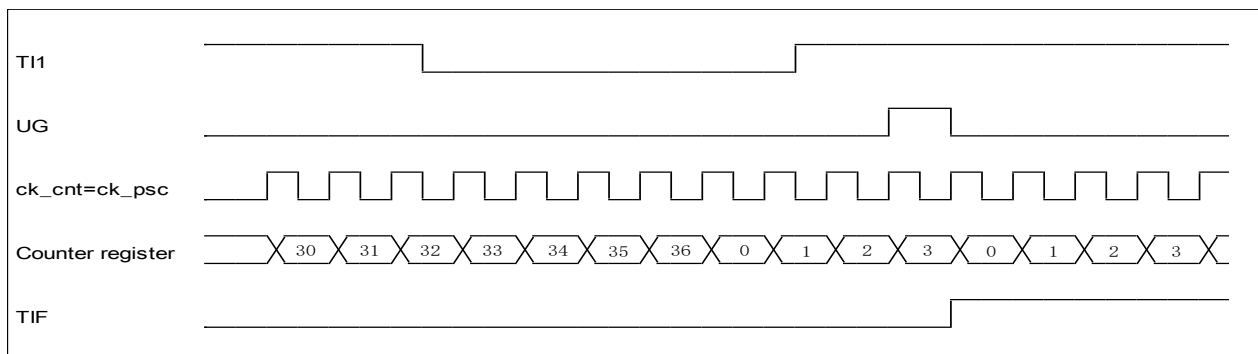 TI1
UG
ck_cnt=ck_psc
Counter register 30 31 32 33 34 35 36 0 1 2 3 0 1 2 3
TIF